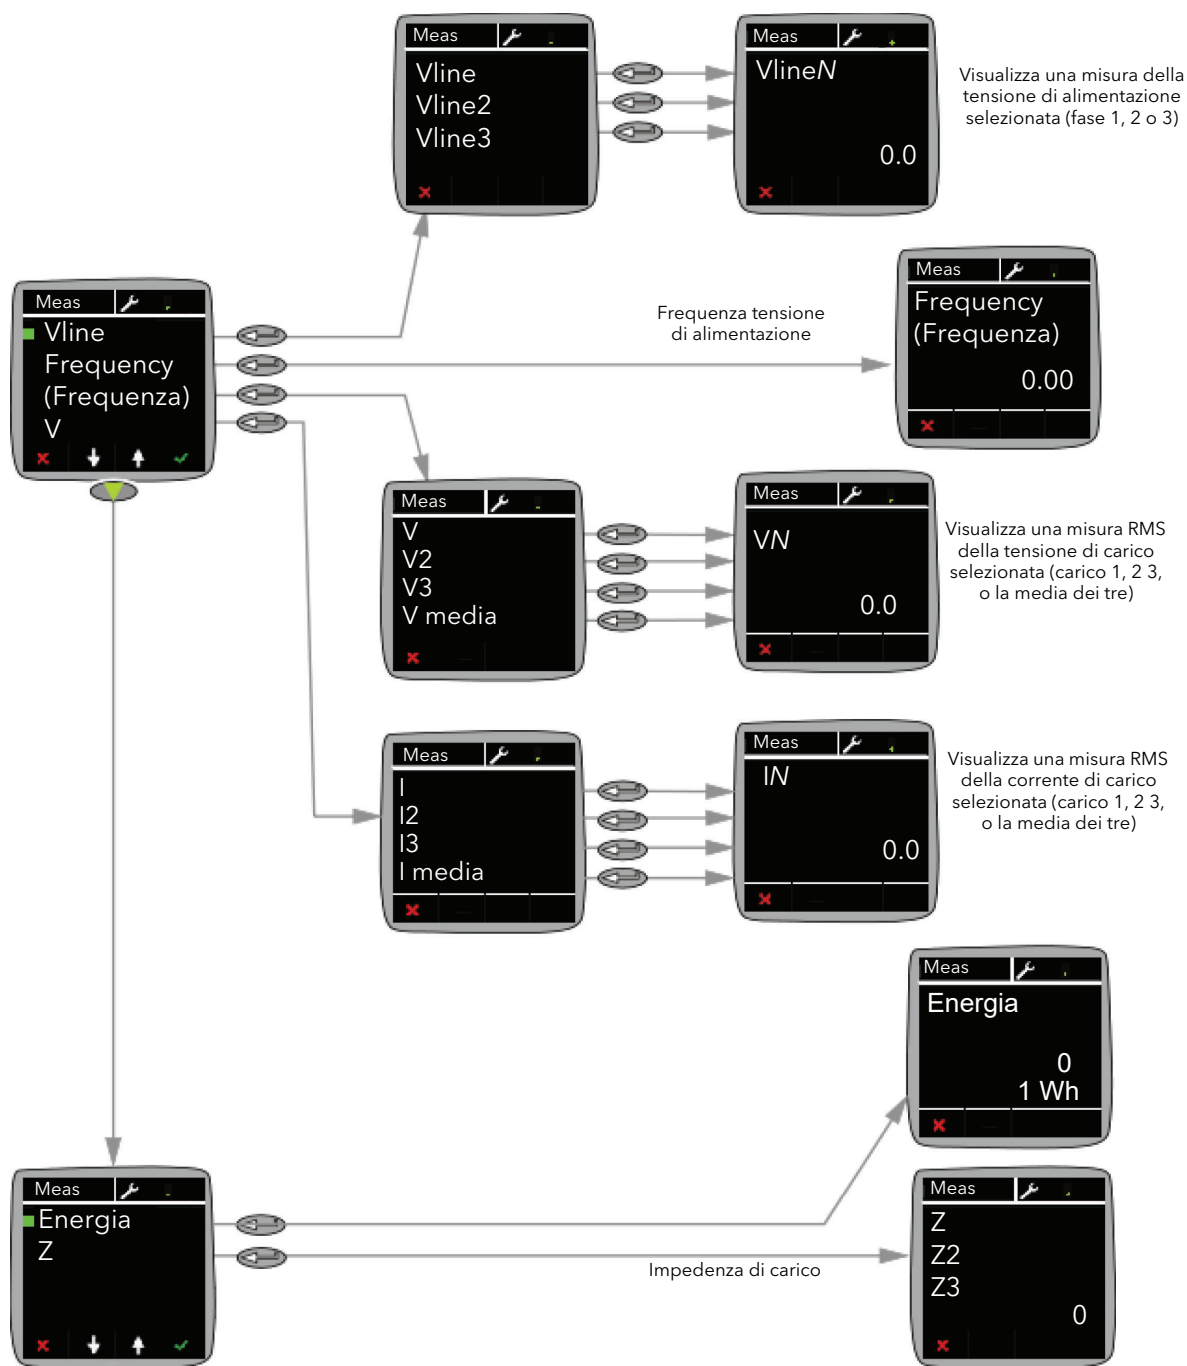 Meas
Vline
Vline2
Vline3
Meas
VlineN
0.0
Visualizza una misura della
tensione di alimentazione
selezionata (fase 1, 2 o 3)
Meas
Vline
Frequency
(Frequenza)
V
Frequenza tensione
di alimentazione
Meas
Frequency
(Frequenza)
0.00
Meas
V
V2
V3
V media
Meas
VN
0.0
Visualizza una misura RMS
della tensione di carico
selezionata (carico 1, 2 3,
o la media dei tre)
Meas
I
I2
I3
I media
Meas
IN
0.0
Visualizza una misura RMS
della corrente di carico
selezionata (carico 1, 2 3,
o la media dei tre)
Meas
Energia
0
1 Wh
Meas
Energia
Z
Impedenza di carico
Meas
Z
Z2
Z3
0